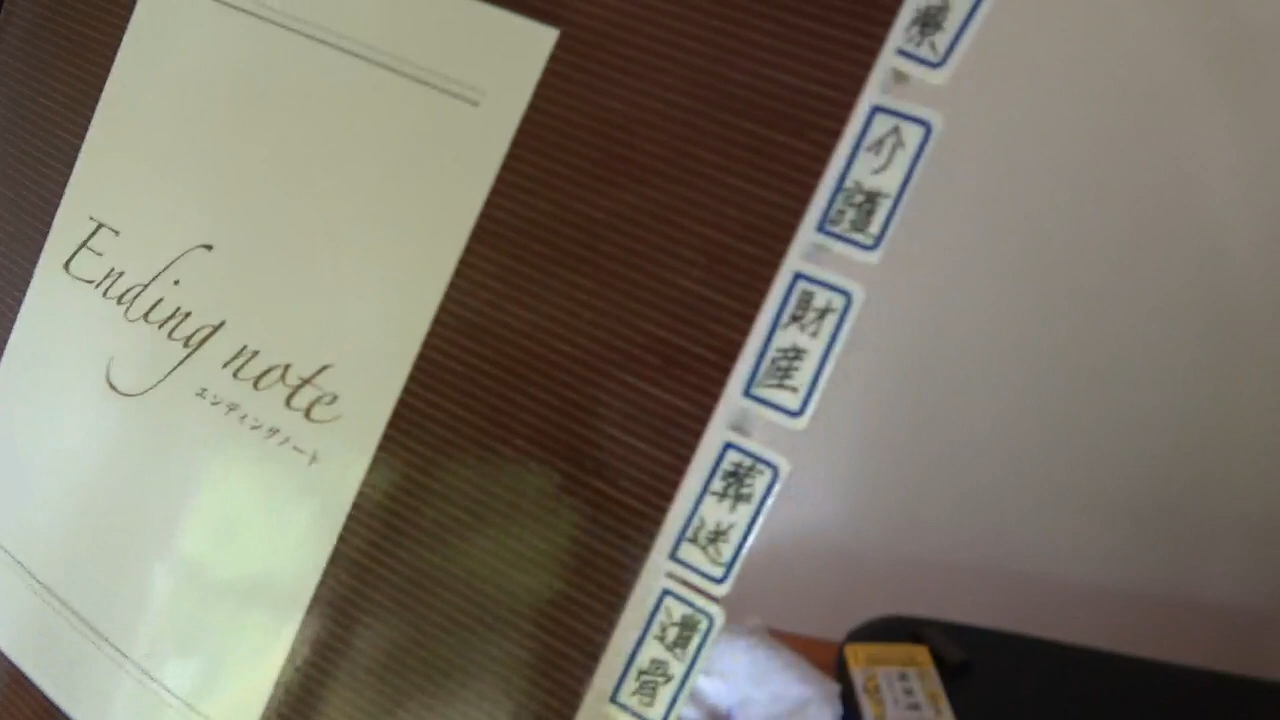 Ending note
エンディングノート
療
介護
財産
葬送
遺骨